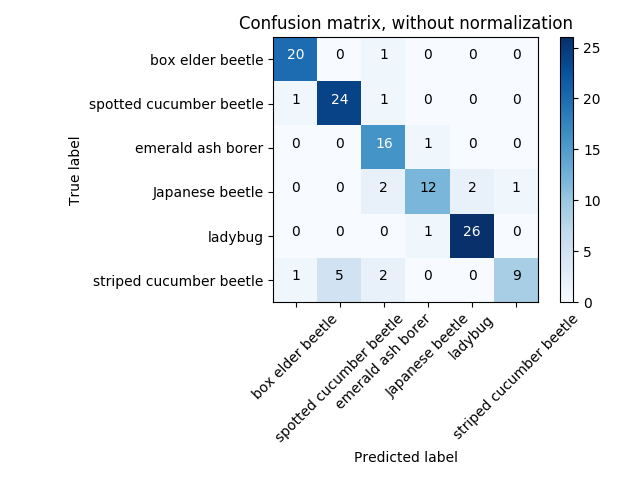 Confusion matrix, without normalization
True label
box elder beetle 20 0 1 0 0 0
spotted cucumber beetle 1 24 1 0 0 0
emerald ash borer 0 0 16 1 0 0
Japanese beetle 0 0 2 12 2 1
ladybug 0 0 0 1 26 0
striped cucumber beetle 1 5 2 0 0 9
25
20
15
10
5
0
box elder beetle
spotted cucumber beetle
emerald ash borer
Japanese beetle
ladybug
striped cucumber beetle
Predicted label